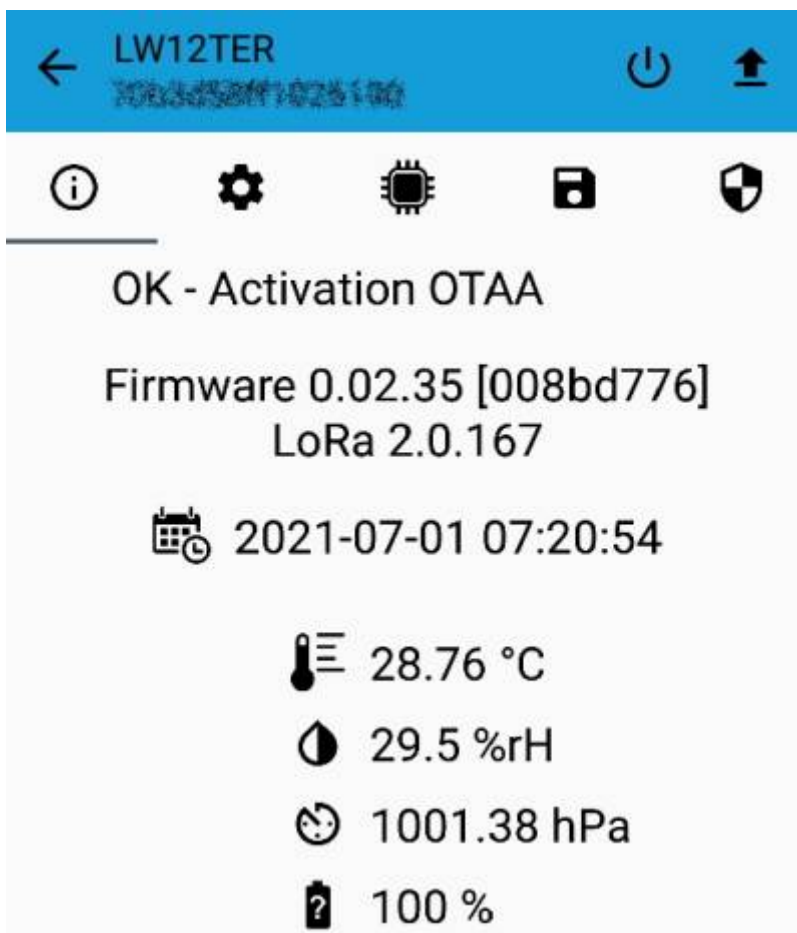 LW12TER
OK - Activation OTAA
Firmware 0.02.35 [008bd776]
LoRa 2.0.167
2021-07-01 07:20:54
28.76 °C
29.5 %rH
1001.38 hPa
?
100 %